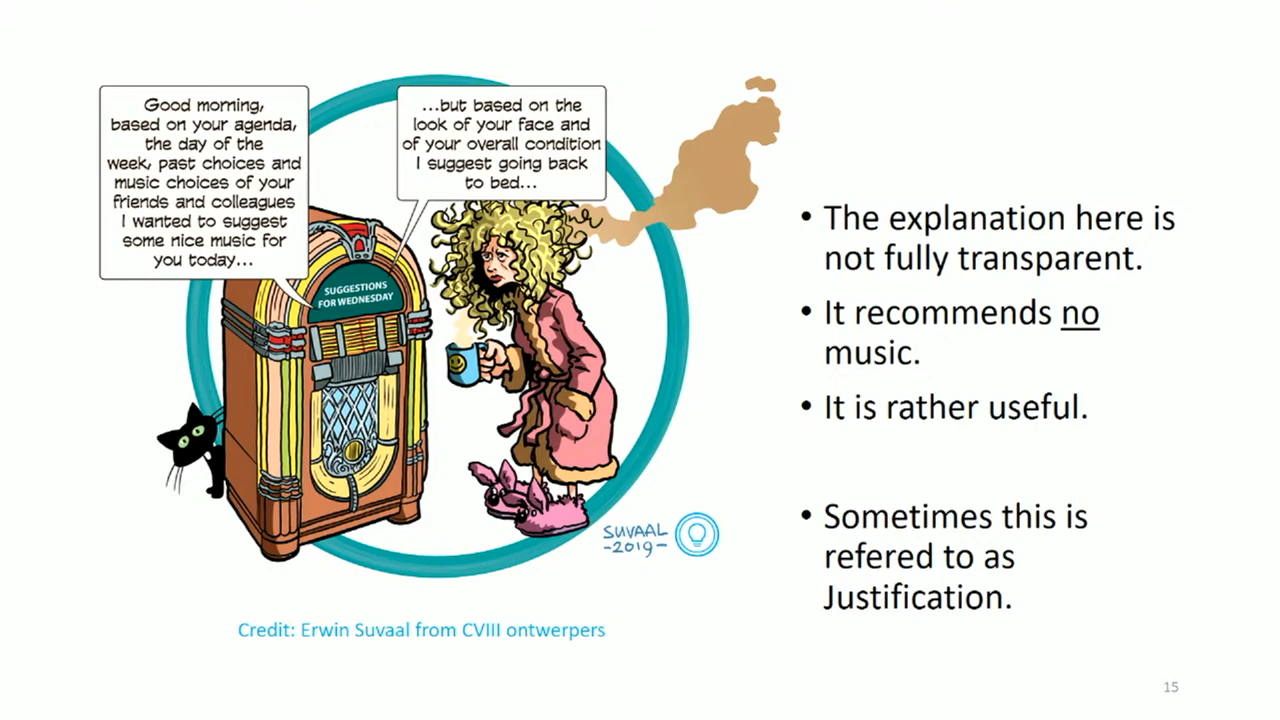 Good morning,
based on your agenda,
the day of the
week, past choices and
music choices of your
friends and colleagues
I wanted to suggest
some nice music for
you today...
...but based on the
look of your face and
of your overall condition
I suggest going back
to bed...
SUGGESTIONS
FOR WEDNESDAY
SUVAAL
-2019-
Credit: Erwin Suvaal from CVIII ontwerpers
• The explanation here is
not fully transparent.
• It recommends no
music.
• It is rather useful.
• Sometimes this is
refered to as
Justification.
15